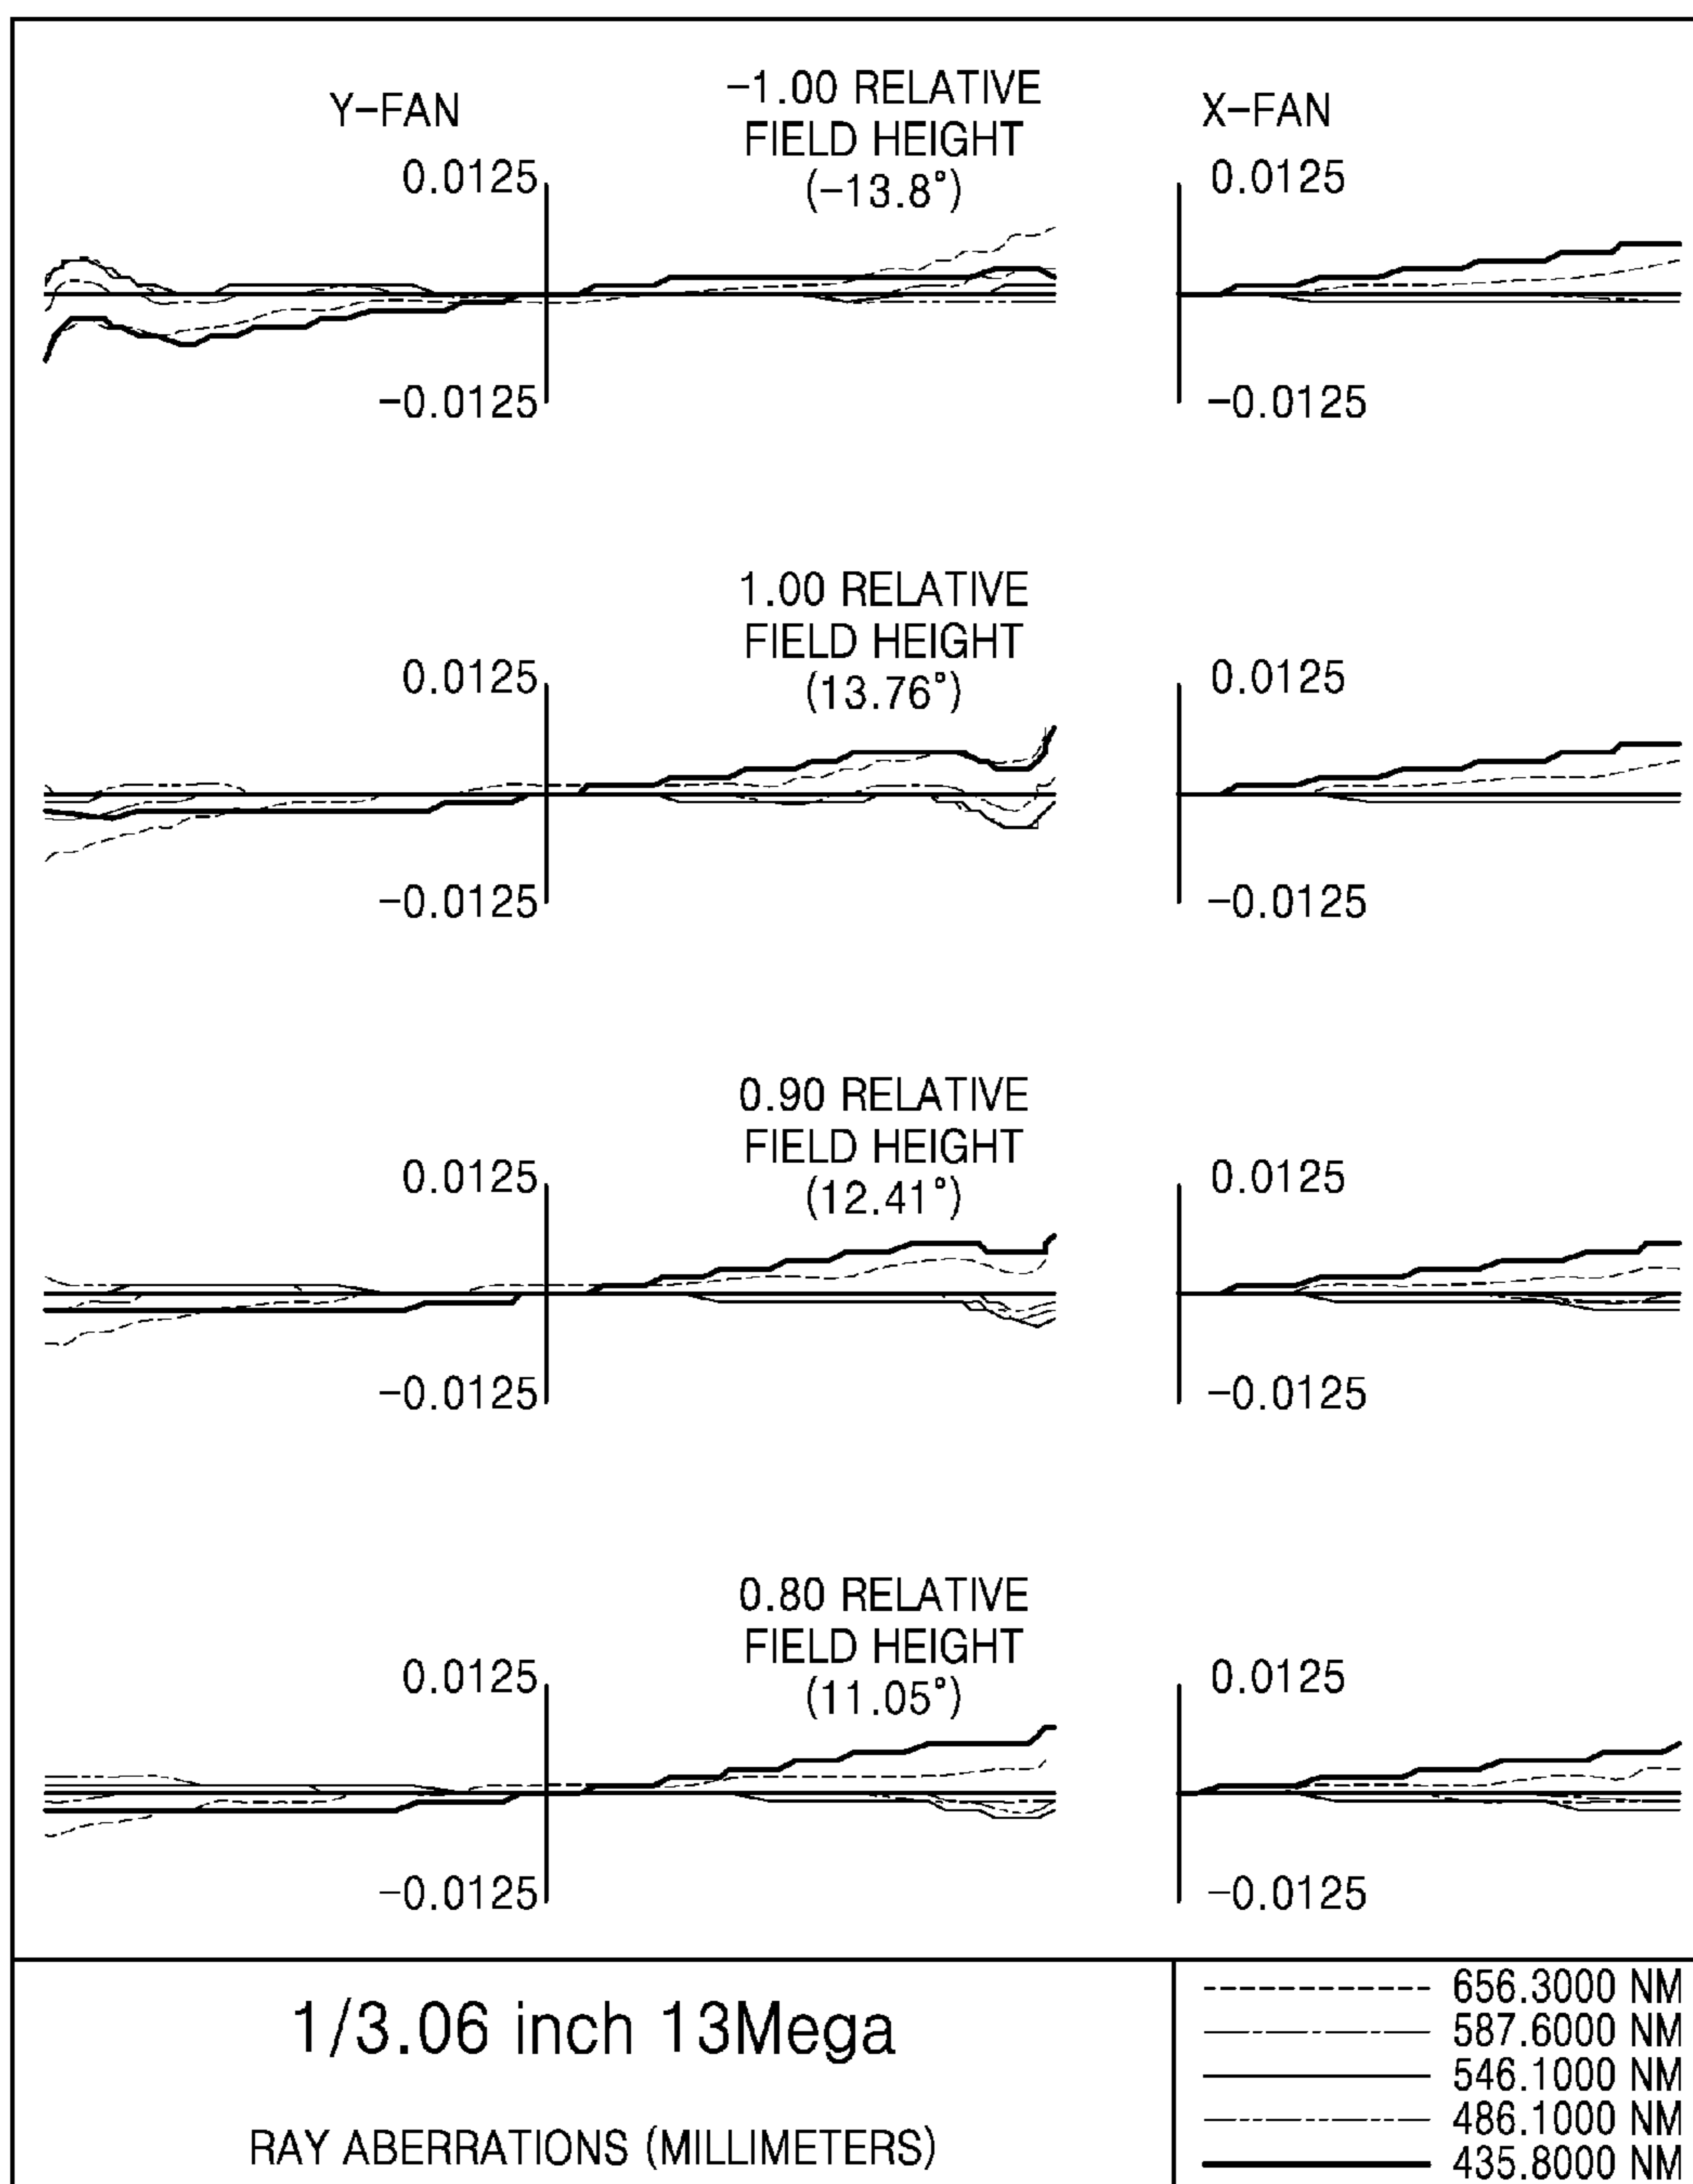 Y-FAN
-1.00 RELATIVE
FIELD HEIGHT
(-13.8°)
X-FAN
0.0125
0.0125
-0.0125
-0.0125
1.00 RELATIVE
FIELD HEIGHT
(13.76°)
0.0125
0.0125
-0.0125
-0.0125
0.90 RELATIVE
FIELD HEIGHT
(12.41°)
0.0125
0.0125
-0.0125
-0.0125
0.80 RELATIVE
FIELD HEIGHT
(11.05°)
0.0125
0.0125
-0.0125
-0.0125
1/3.06 inch 13Mega
RAY ABERRATIONS (MILLIMETERS)
656.3000 NM
587.6000 NM
546.1000 NM
486.1000 NM
435.8000 NM